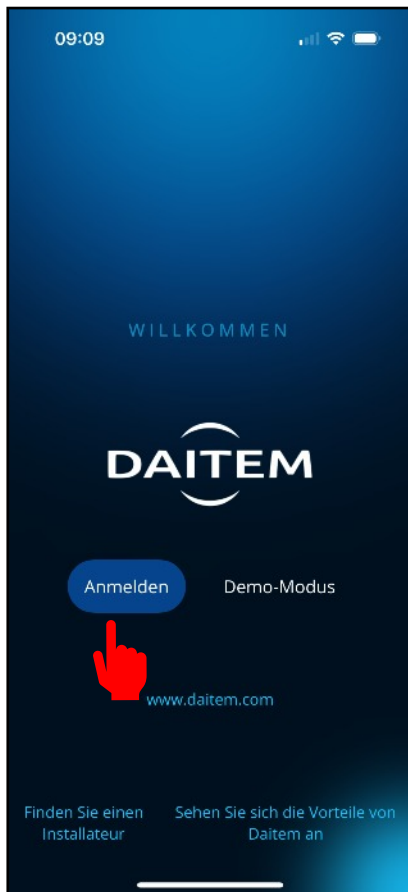 09:09
WILLKOMMEN
DAITEM
Anmelden Demo-Modus
www.daitem.com
Finden Sie einen Sehen Sie sich die Vorteile von
Installateur Daitem an